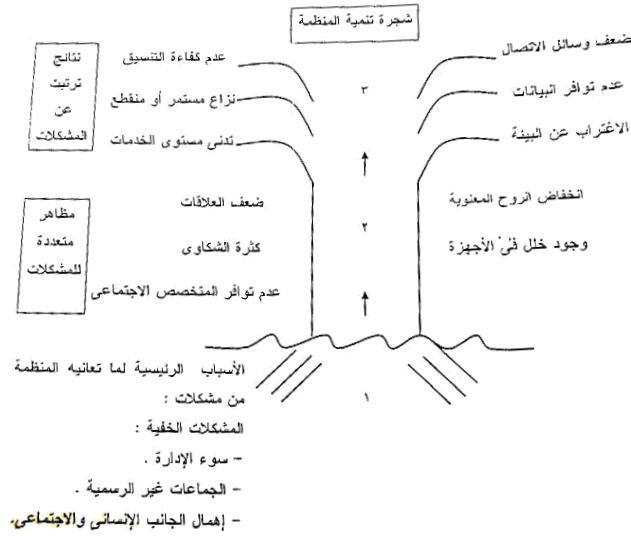 شجرة تنمية المنظمة
ضعف وسائل الاتصال
عدم توافر البيانات
الاغتراب عن البيئة
٣
عدم كفاءة التنسيق
نزاع مستمر أو منقطع
تدنى مستوى الخدمات
نتائج
ترتبت
عن
المشكلات
انخفاض الروح المعنوية
وجود خلل فى الأجهزة
٢
ضعف العلاقات
كثرة الشكاوى
عدم توافر المتخصص الاجتماعى
مظاهر
متعددة
للمشكلات
١
الأسباب الرئيسية لما تعانيه المنظمة
من مشكلات :
المشكلات الخفية :
– سوء الإدارة .
– الجماعات غير الرسمية .
– إهمال الجانب الإنسانى والاجتماعى.